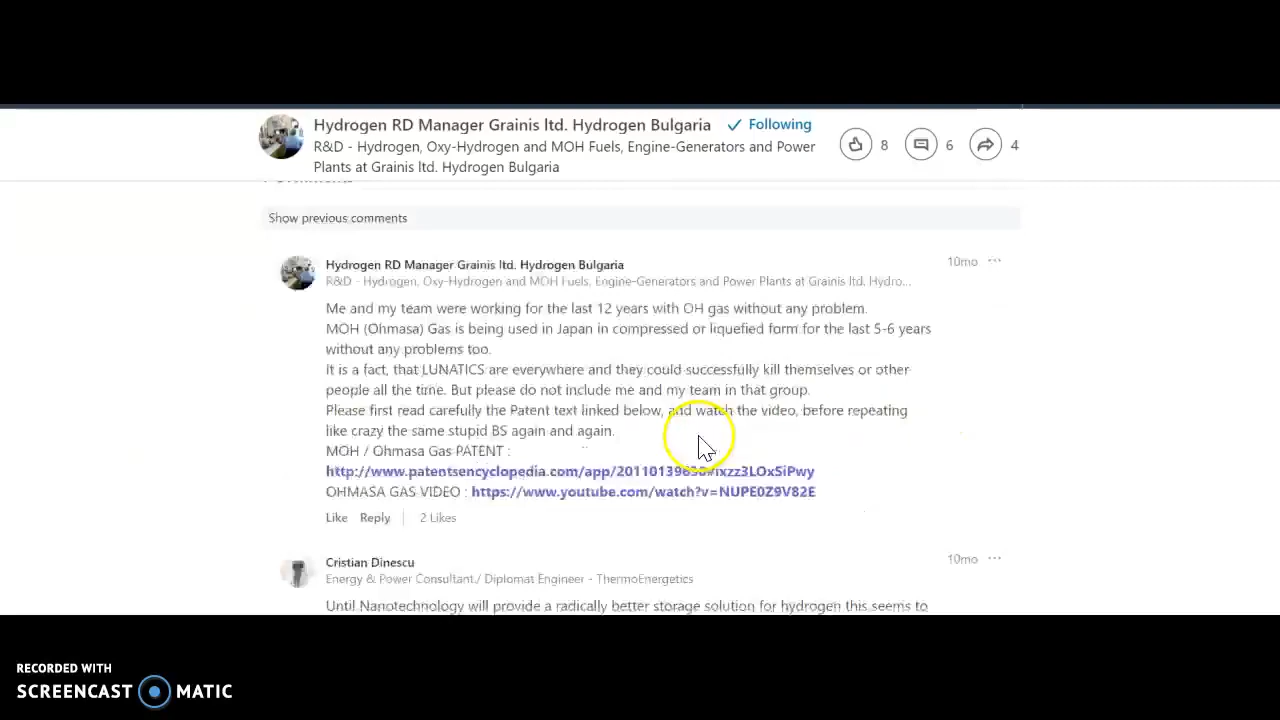 Hydrogen RD Manager Grainis ltd. Hydrogen Bulgaria
Following
R&D - Hydrogen, Oxy-Hydrogen and MOH Fuels, Engine-Generators and Power
Plants at Grainis ltd. Hydrogen Bulgaria
8
6
4
Show previous comments
Hydrogen RD Manager Grainis ltd. Hydrogen Bulgaria
10mo
R&D - Hydrogen, Oxy-Hydrogen and MOH Fuels, Engine-Generators and Power Plants at Grainis ltd. Hydro...
Me and my team were working for the last 12 years with OH gas without any problem.
MOH (Ohmasa) Gas is being used in Japan in compressed or liquefied form for the last 5-6 years
without any problems too.
It is a fact, that LUNATICS are everywhere and they could successfully kill themselves or other
people all the time. But please do not include me and my team in that group.
Please first read carefully the Patent text linked below, and watch the video, before repeating
like crazy the same stupid BS again and again.
MOH / Ohmasa Gas PATENT :
OHMASA GAS VIDEO : https://www.youtube.com/watch?v=NUPE0Z9V82E
Like Reply 2 Likes
Cristian Dinescu
10mo
Energy & Power Consultant./ Diplomat Engineer - ThermoEnergetics
Until Nanotechnology will provide a radically better storage solution for hydrogen this seems to
RECORDED WITH
SCREENCAST MATIC